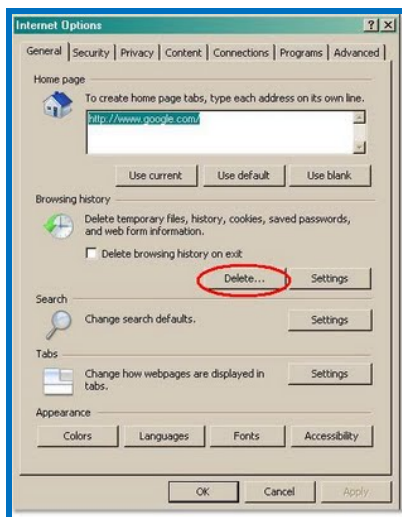 Internet Options
General Security Privacy Content Connections Programs Advanced
Home page
To create home page tabs, type each address on its own line.
http://www.google.com/
Use current Use default Use blank
Browsing history
Delete temporary files, history, cookies, saved passwords,
and web form information.
Delete browsing history on exit
Delete... Settings
Search
Change search defaults. Settings
Tabs
Change how webpages are displayed in Settings
tabs.
Appearance
Colors Languages Fonts Accessibility
OK Cancel Apply